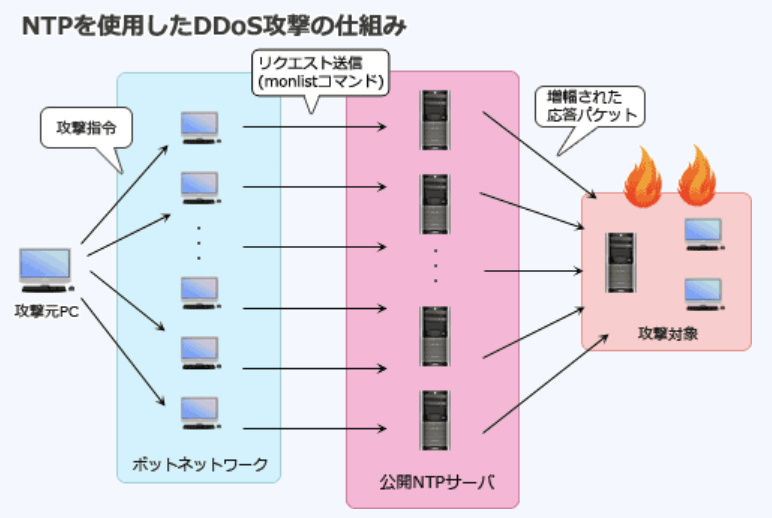 NTPを使用したDDoS攻撃の仕組み
リクエスト送信
(monlistコマンド)
増幅された
応答パケット
攻撃指令
攻撃元PC
攻撃対象
ボットネットワーク
公開NTPサーバ